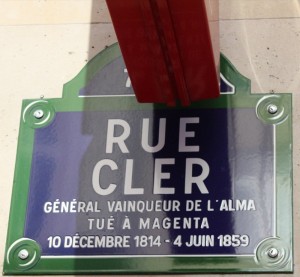 RUE
CLER
GÉNÉRAL VAINQUEUR DE L'ALMA
TUÉ À MAGENTA
10 DÉCEMBRE 1814 - 4 JUIN 1859